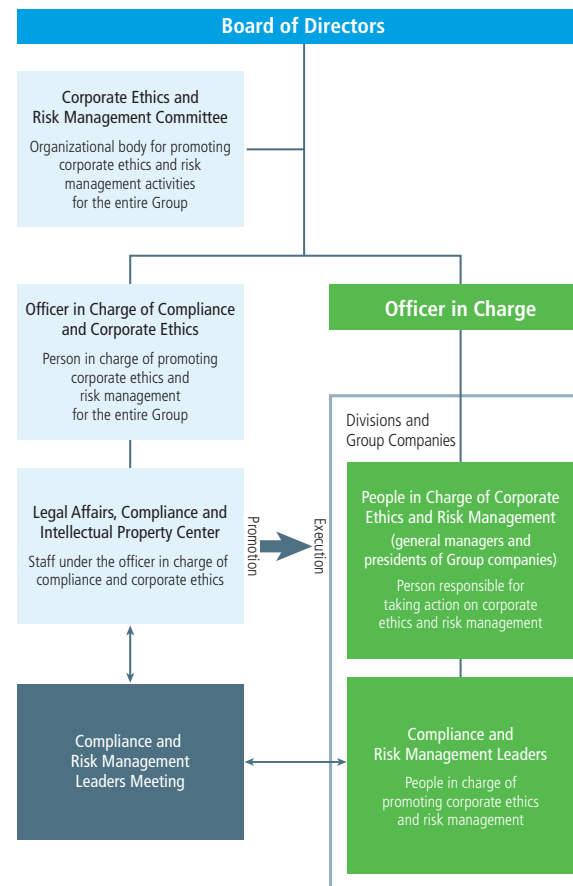 Board of Directors
Corporate Ethics and
Risk Management Committee
Organizational body for promoting
corporate ethics and risk
management activities
for the entire Group
Officer in Charge of Compliance
and Corporate Ethics
Person in charge of promoting
corporate ethics and
risk management
for the entire Group
Officer in Charge
Divisions and
Group Companies
Legal Affairs, Compliance and
Intellectual Property Center
Staff under the officer in charge of
compliance and corporate ethics
Promotion
Execution
People in Charge of Corporate
Ethics and Risk Management
(general managers and
presidents of Group companies)
Person responsible for
taking action on corporate
ethics and risk management
Compliance and
Risk Management
Leaders Meeting
Compliance and
Risk Management Leaders
People in charge of
promoting corporate ethics
and risk management